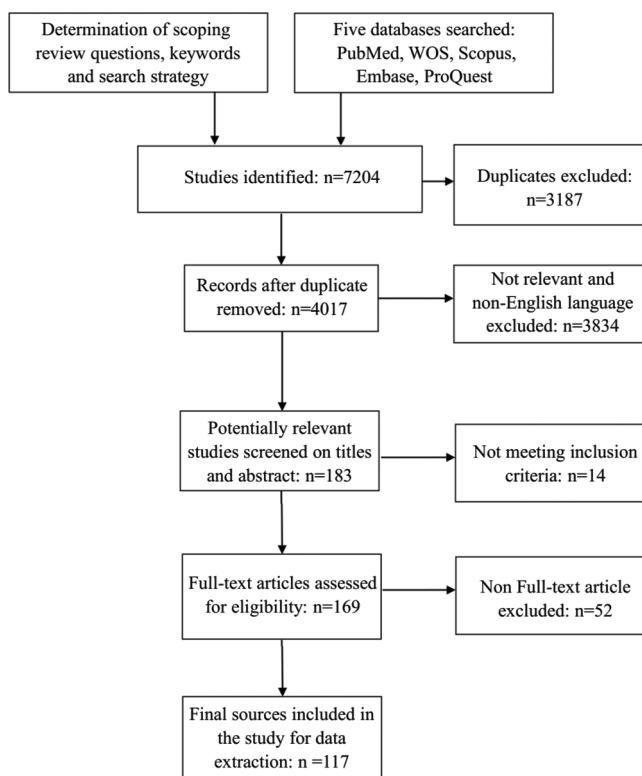 Determination of scoping
review questions, keywords
and search strategy
Five databases searched:
PubMed, WOS, Scopus,
Embase, ProQuest
Studies identified: n=7204
Duplicates excluded:
n=3187
Records after duplicate
removed: n=4017
Not relevant and
non-English language
excluded: n=3834
Potentially relevant
studies screened on titles
and abstract: n=183
Not meeting inclusion
criteria: n=14
Full-text articles assessed
for eligibility: n=169
Non Full-text article
excluded: n=52
Final sources included in
the study for data
extraction: n =117